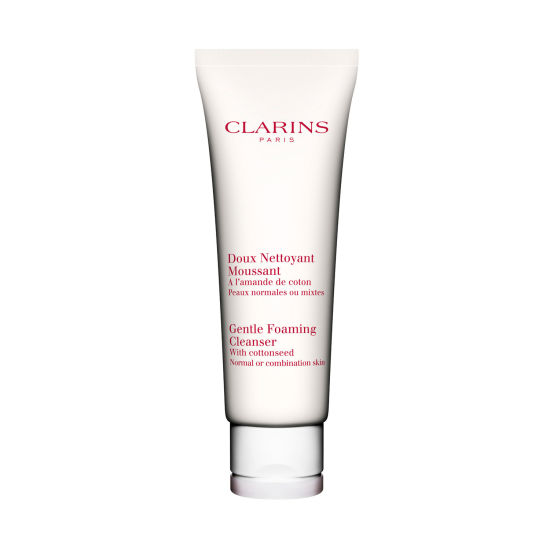 CLARINS
PARIS
Doux Nettoyant
Moussant
A l'amande de coton
Peaux normales ou mixtes
Gentle Foaming
Cleanser
With cottonseed
Normal or combination skin